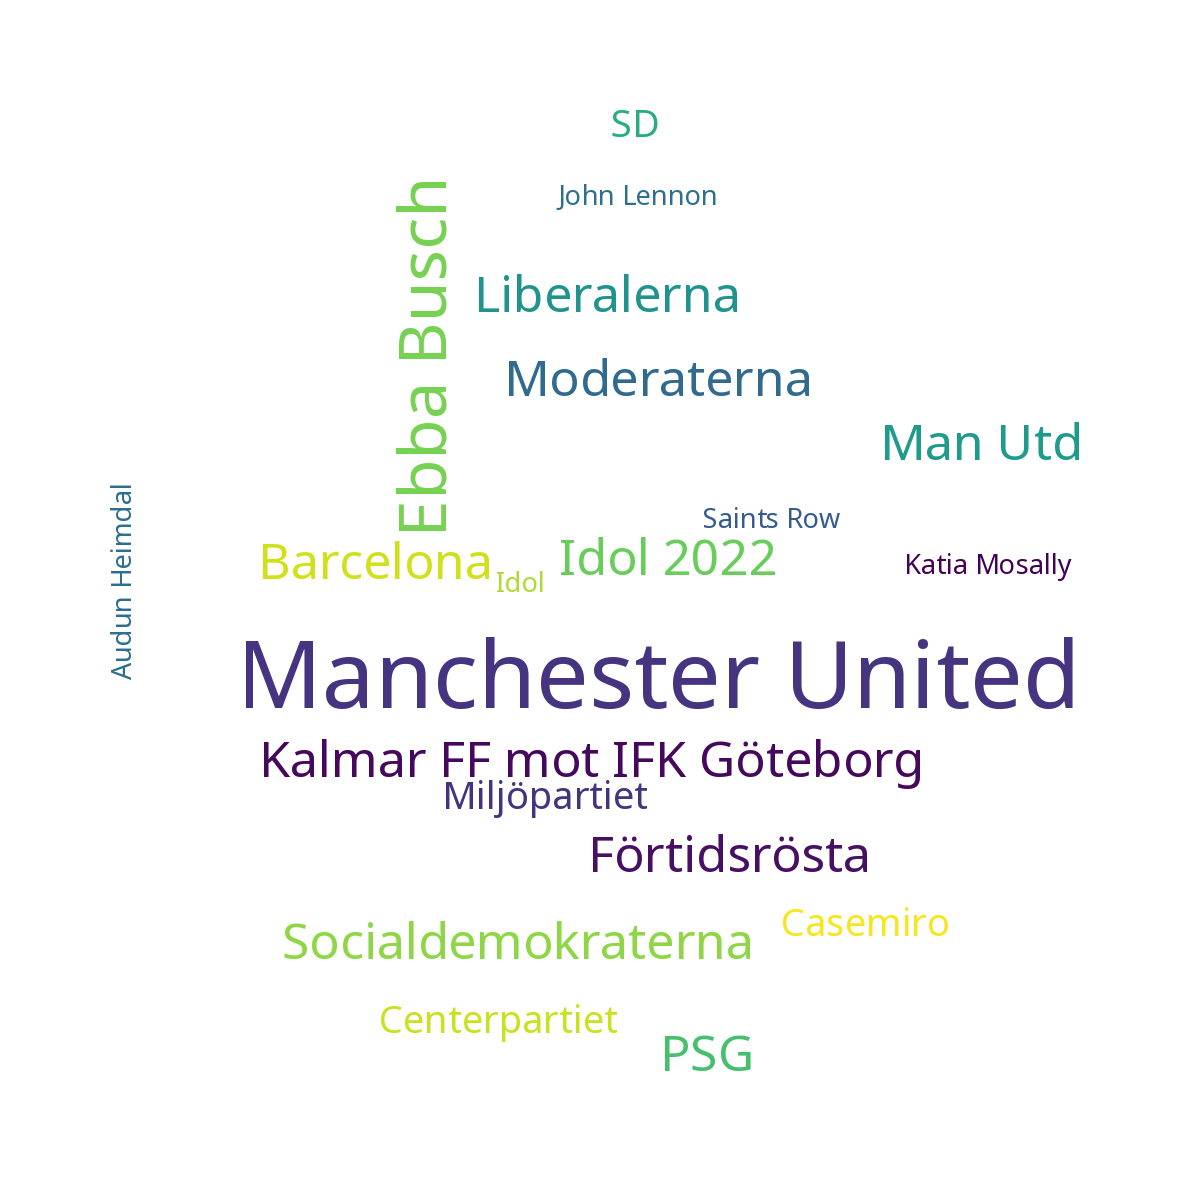 SD
John Lennon
Ebba Busch
Liberalerna
Moderaterna
Man Utd
Audun Heimdal
Saints Row
Barcelona
Idol
Idol 2022
Katia Mosally
Manchester United
Kalmar FF mot IFK Göteborg
Miljöpartiet
Förtidsrösta
Casemiro
Socialdemokraterna
Centerpartiet
PSG